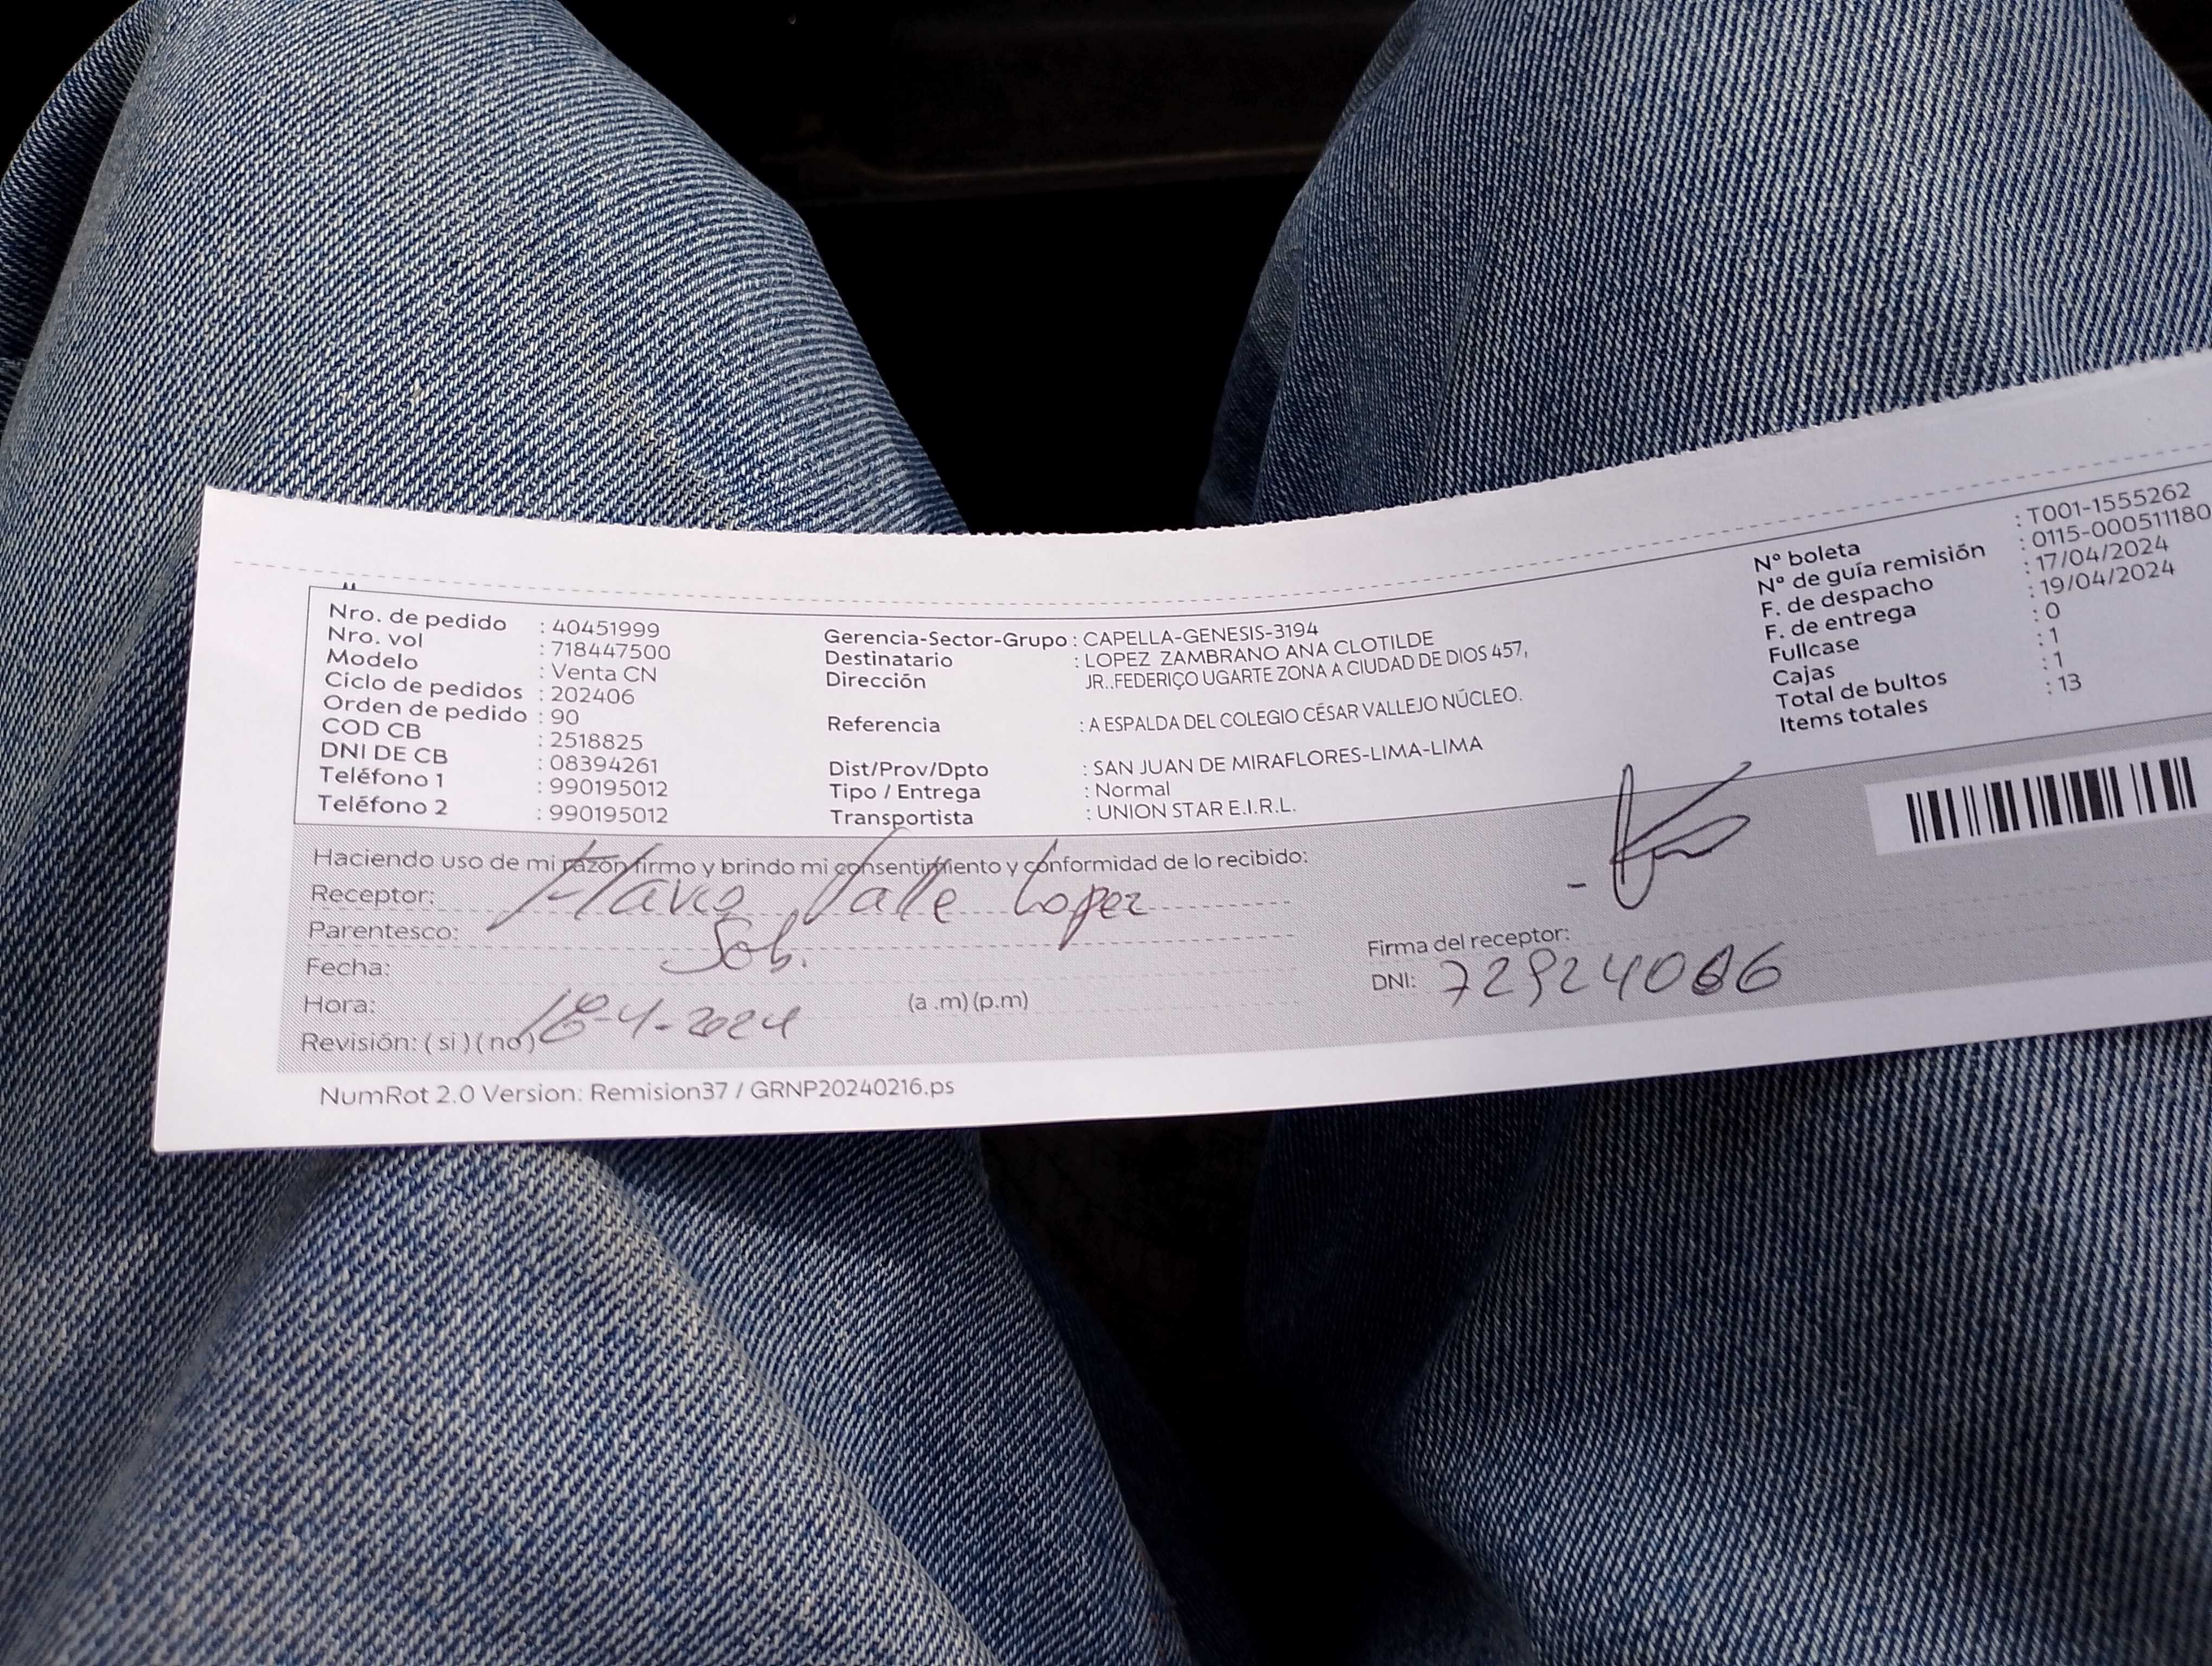 Nro. de pedido : 40451999
Nro. vol : 718447500
Modelo : Venta CN
Ciclo de pedidos : 202406
Orden de pedido : 90
COD CB : 2518825
DNI DE CB : 08394261
Teléfono 1 : 990195012
Teléfono 2 : 990195012
Gerencia-Sector-Grupo : CAPELLA-GENESIS-3194
Destinatario : LOPEZ ZAMBRANO ANA CLOTILDE
Dirección JR..FEDERIÇO UGARTE ZONA A CIUDAD DE DIOS 457,
Referencia : A ESPALDA DEL COLEGIO CÉSAR VALLEJO NÚCLEO.
Dist/Prov/Dpto : SAN JUAN DE MIRAFLORES-LIMA-LIMA
Tipo / Entrega : Normal
Transportista : UNION STAR E.I.R.L.
Nº boleta : T001-1555262
Nº de guía remisión : 0115-000511180
F. de despacho : 17/04/2024
F. de entrega : 19/04/2024
Fullcase : 0
Cajas : 1
Total de bultos : 1
Items totales : 13
Haciendo uso de mi razón firmo y brindo mi consentimiento y conformidad de lo recibido:
Receptor: Valle Lopez
Parentesco: Sob.
Fecha:
Hora: (a .m) (p.m)
18-4-2024
Revisión: ( si ) ( no )
Firma del receptor:
DNI: 72924086
NumRot 2.0 Version: Remision37 / GRNP20240216.ps